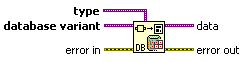 type
database variant
data
error in
DB
error out